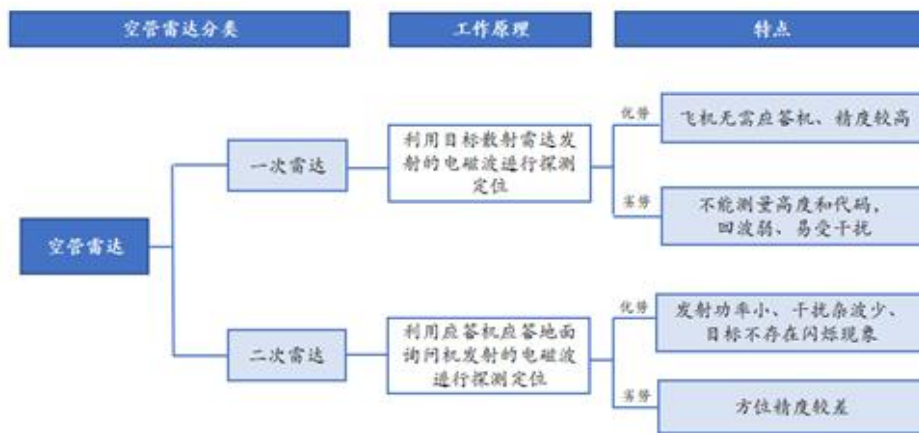 空管雷达分类
工作原理
特点
优势
飞机无需应答机、精度较高
一次雷达
利用目标散射雷达发
射的电磁波进行探测
定位
劣势
不能测量高度和代码，
回波弱、易受干扰
空管雷达
优势
发射功率小、干扰杂波少、
目标不存在闪烁现象
二次雷达
利用应答机应答地面
询问机发射的电磁波
进行探测定位
劣势
方位精度较差